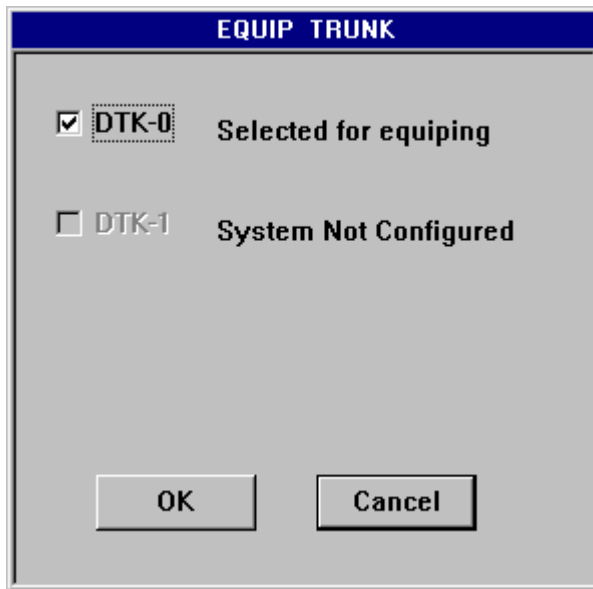 EQUIP TRUNK
DTK-0 Selected for equiping
DTK-1 System Not Configured
OK Cancel